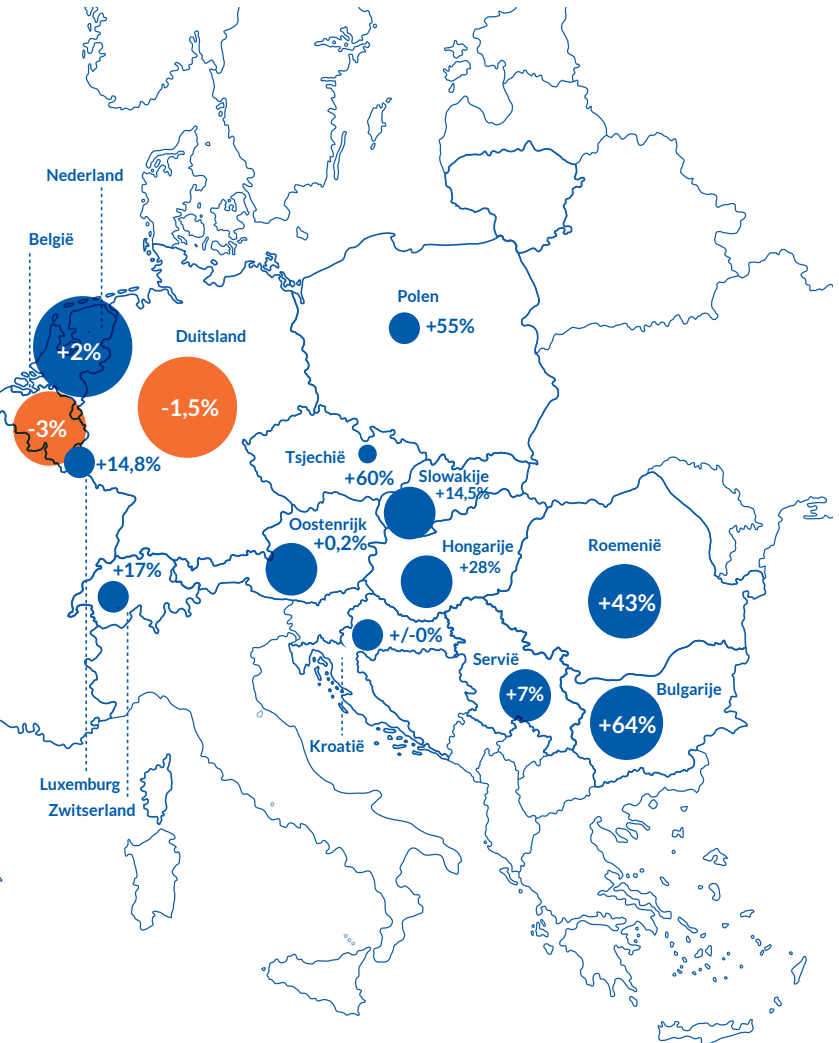 Nederland
België
+2%
Duitsland
-1,5%
-3%
+14,8%
Polen
+55%
Tsjechië
+60%
Slowakije
+14,5%
Oostenrijk
+0,2%
Hongarije
+28%
Roemenië
+43%
+17%
+/-0%
Servië
+7%
Bulgarije
+64%
Kroatië
Luxemburg
Zwitserland